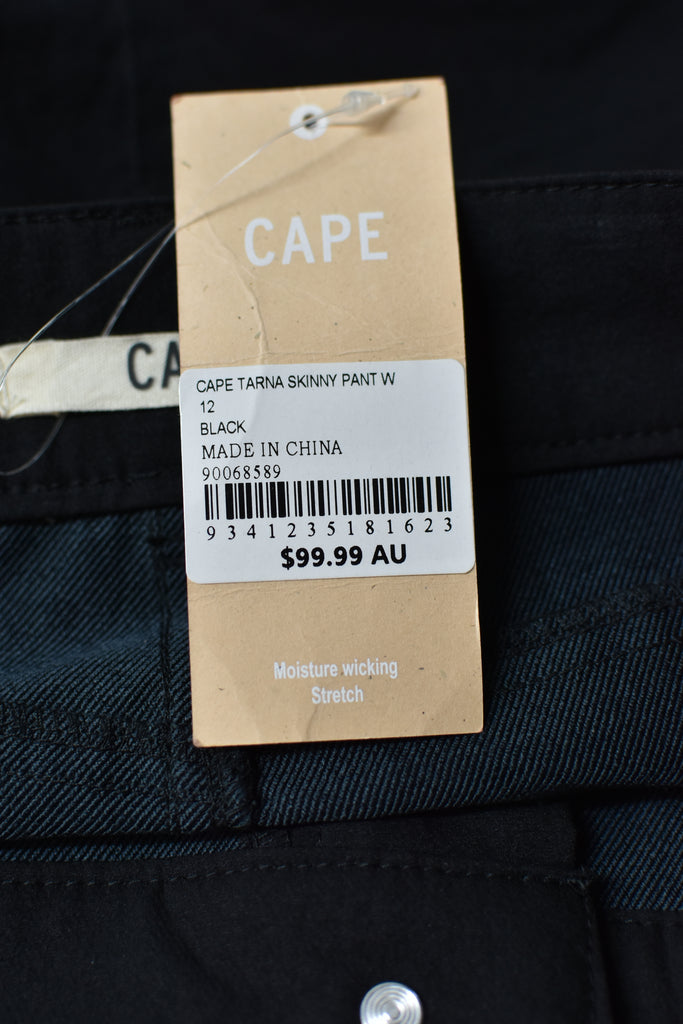 CAPE
CA
CAPE TARNA SKINNY PANT W
12
BLACK
MADE IN CHINA
90068589
9341235181623
$99.99 AU
Moisture wicking
Stretch